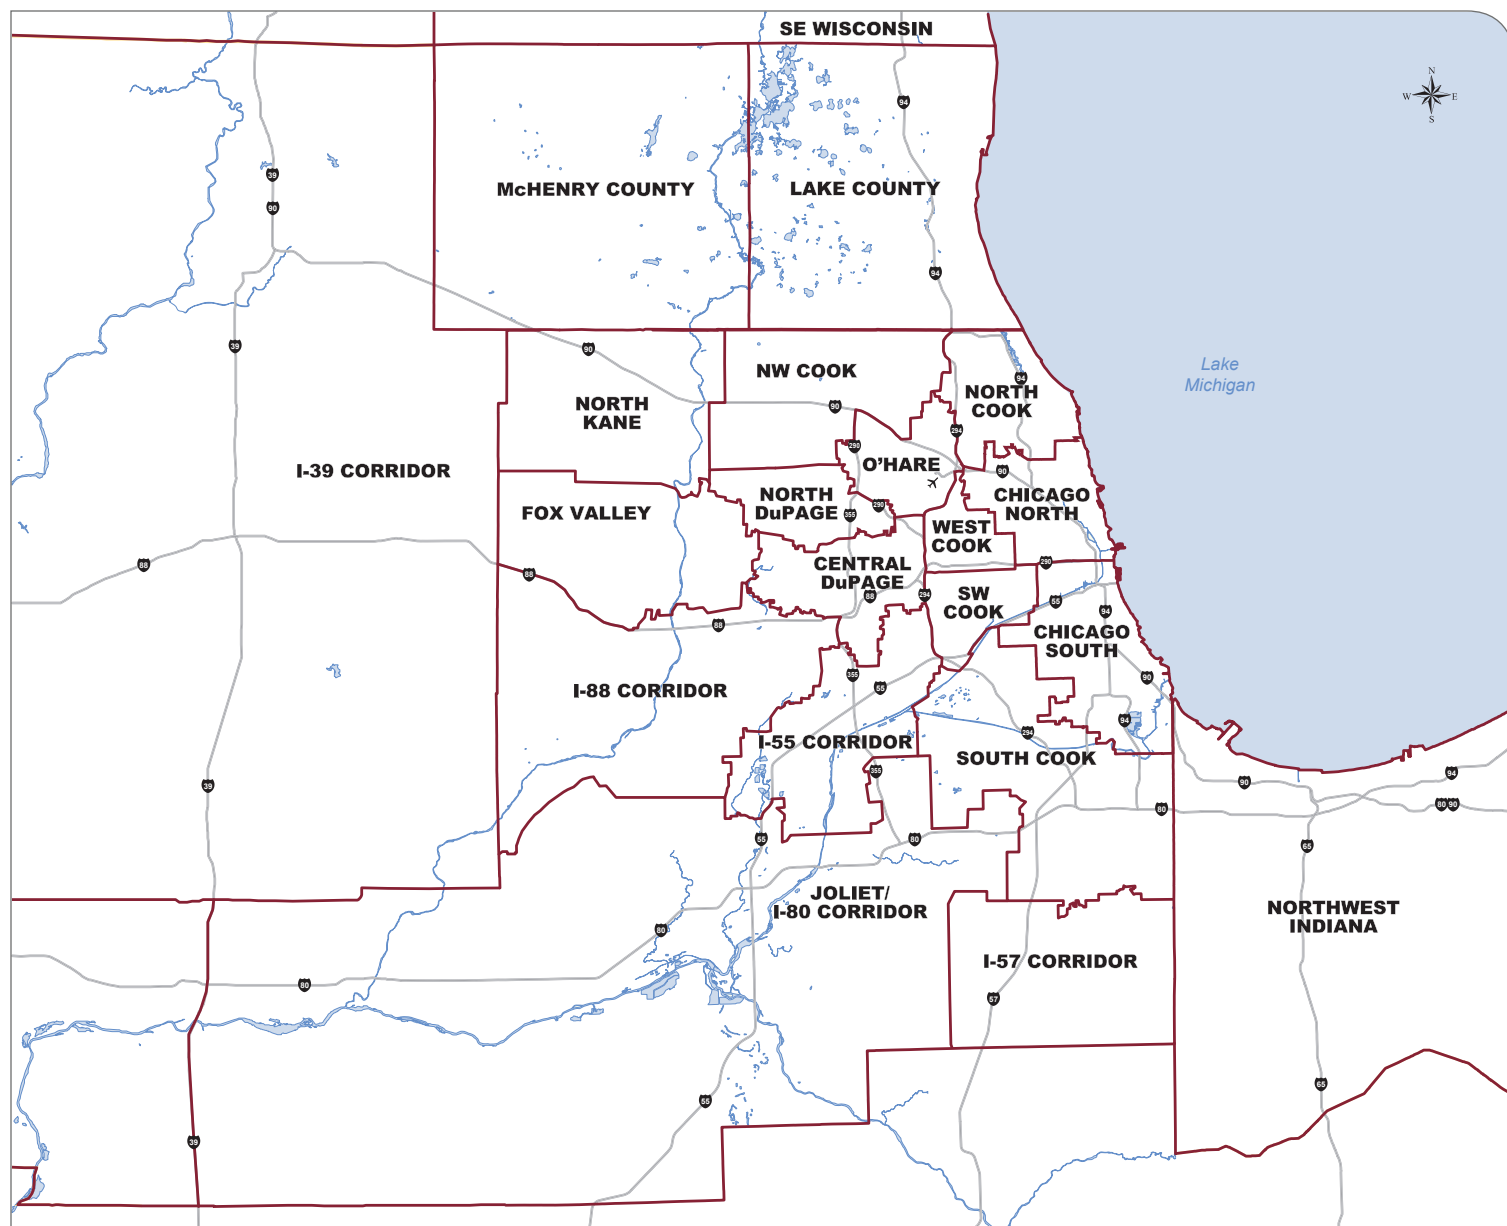 SE WISCONSIN
N
W E
S
94
39
McHENRY COUNTY
LAKE COUNTY
90
94
39
90
Lake
Michigan
NW COOK
94
NORTH
COOK
NORTH
KANE
90
294
290
O'HARE
I-39 CORRIDOR
90
NORTH
DuPAGE
CHICAGO
NORTH
290
355
FOX VALLEY
WEST
COOK
88
290
CENTRAL
DuPAGE
88
88
294
SW
COOK
55
94
88
CHICAGO
SOUTH
355
90
I-88 CORRIDOR
55
94
294
I-55 CORRIDOR
SOUTH COOK
355
94
90
39
80 90
80
55
80
65
JOLIET/
I-80 CORRIDOR
NORTHWEST
INDIANA
80
I-57 CORRIDOR
80
57
65
55
39